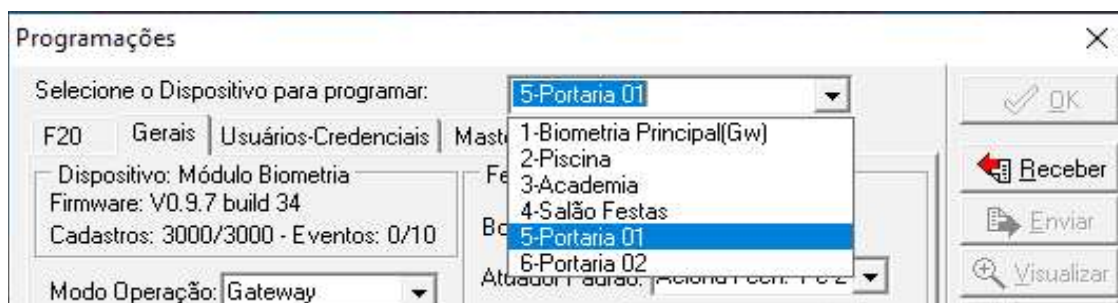 Programações
Selecione o Dispositivo para programar: 5-Portaria 01
OK
F20 Gerais Usuários-Credenciais
1-Biometria Principal(Gw)
2-Piscina
3-Academia
4-Salão Festas
5-Portaria 01
6-Portaria 02
Dispositivo: Módulo Biometria
Firmware: V0.9.7 build 34
Cadastros: 3000/3000 - Eventos: 0/10
Receber
Enviar
Modo Operação: Gateway
Atuador Padrão:
Visualizar